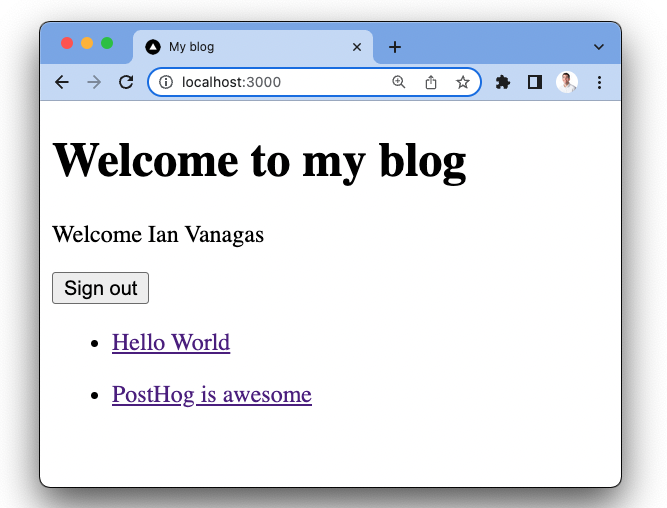 My blog
localhost:3000
Welcome to my blog
Welcome Ian Vanagas
Sign out
Hello World
PostHog is awesome